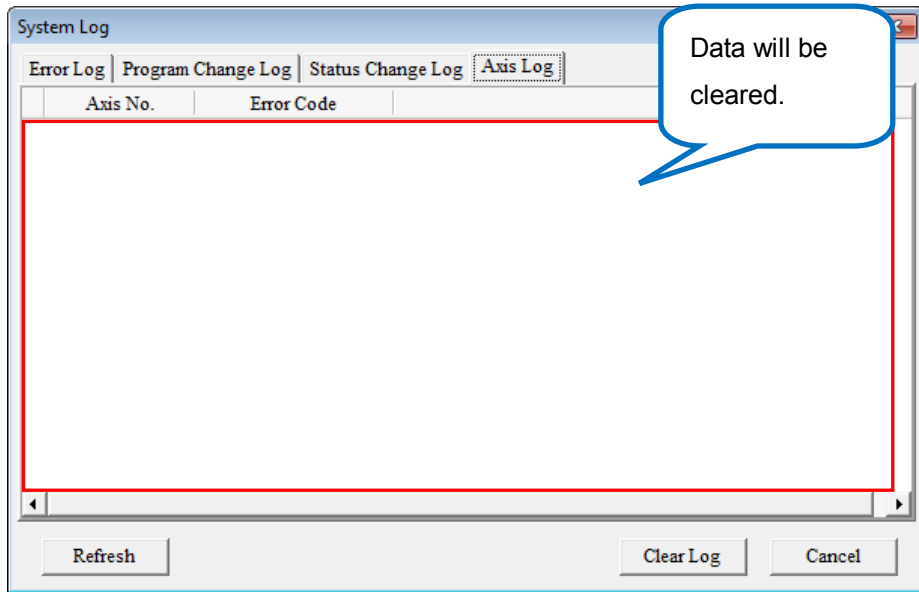 System Log
Data will be
cleared.
Error Log Program Change Log Status Change Log Axis Log
Axis No. Error Code
Refresh Clear Log Cancel